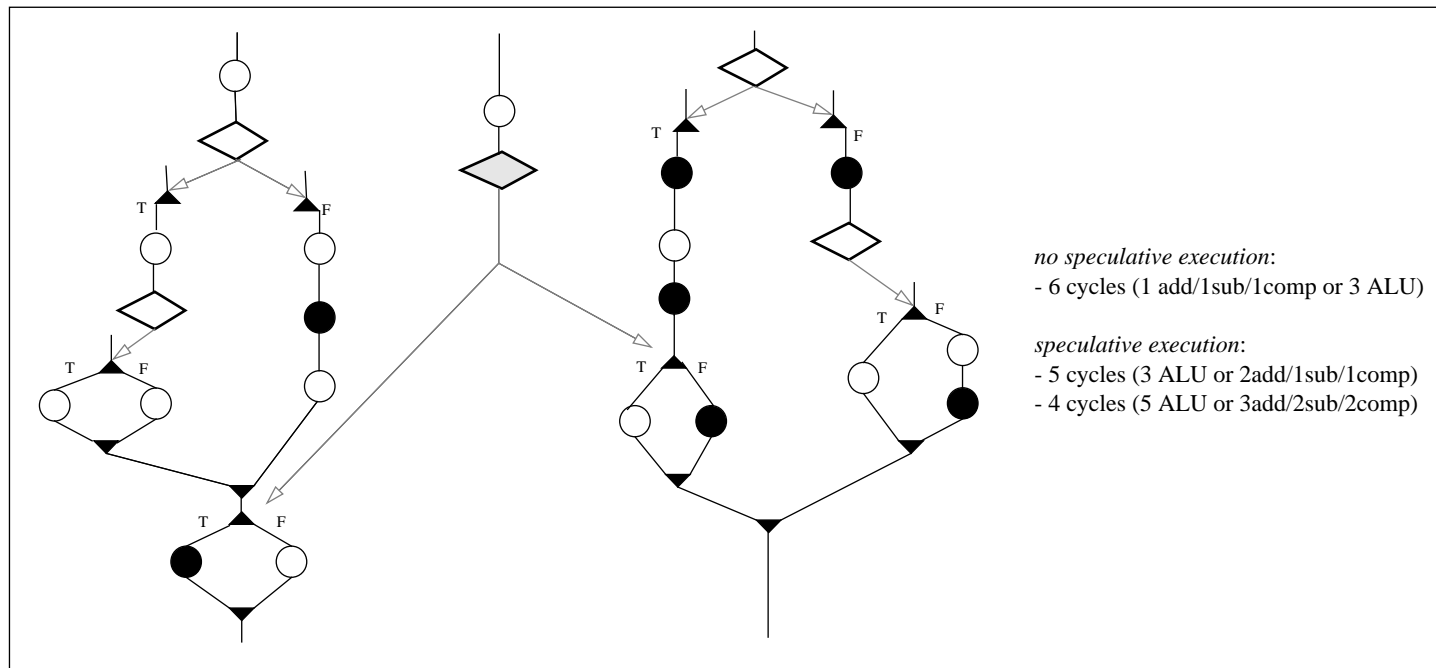 T
F
T
F
T
F
T
F
T
F
T
F
T
F
no speculative execution:
- 6 cycles (1 add/1sub/1comp or 3 ALU)
speculative execution:
- 5 cycles (3 ALU or 2add/1sub/1comp)
- 4 cycles (5 ALU or 3add/2sub/2comp)